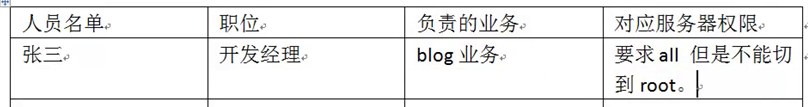 人员名单 职位 负责的业务 对应服务器权限
张三 开发经理 blog 业务 要求 all 但是不能切
到 root。